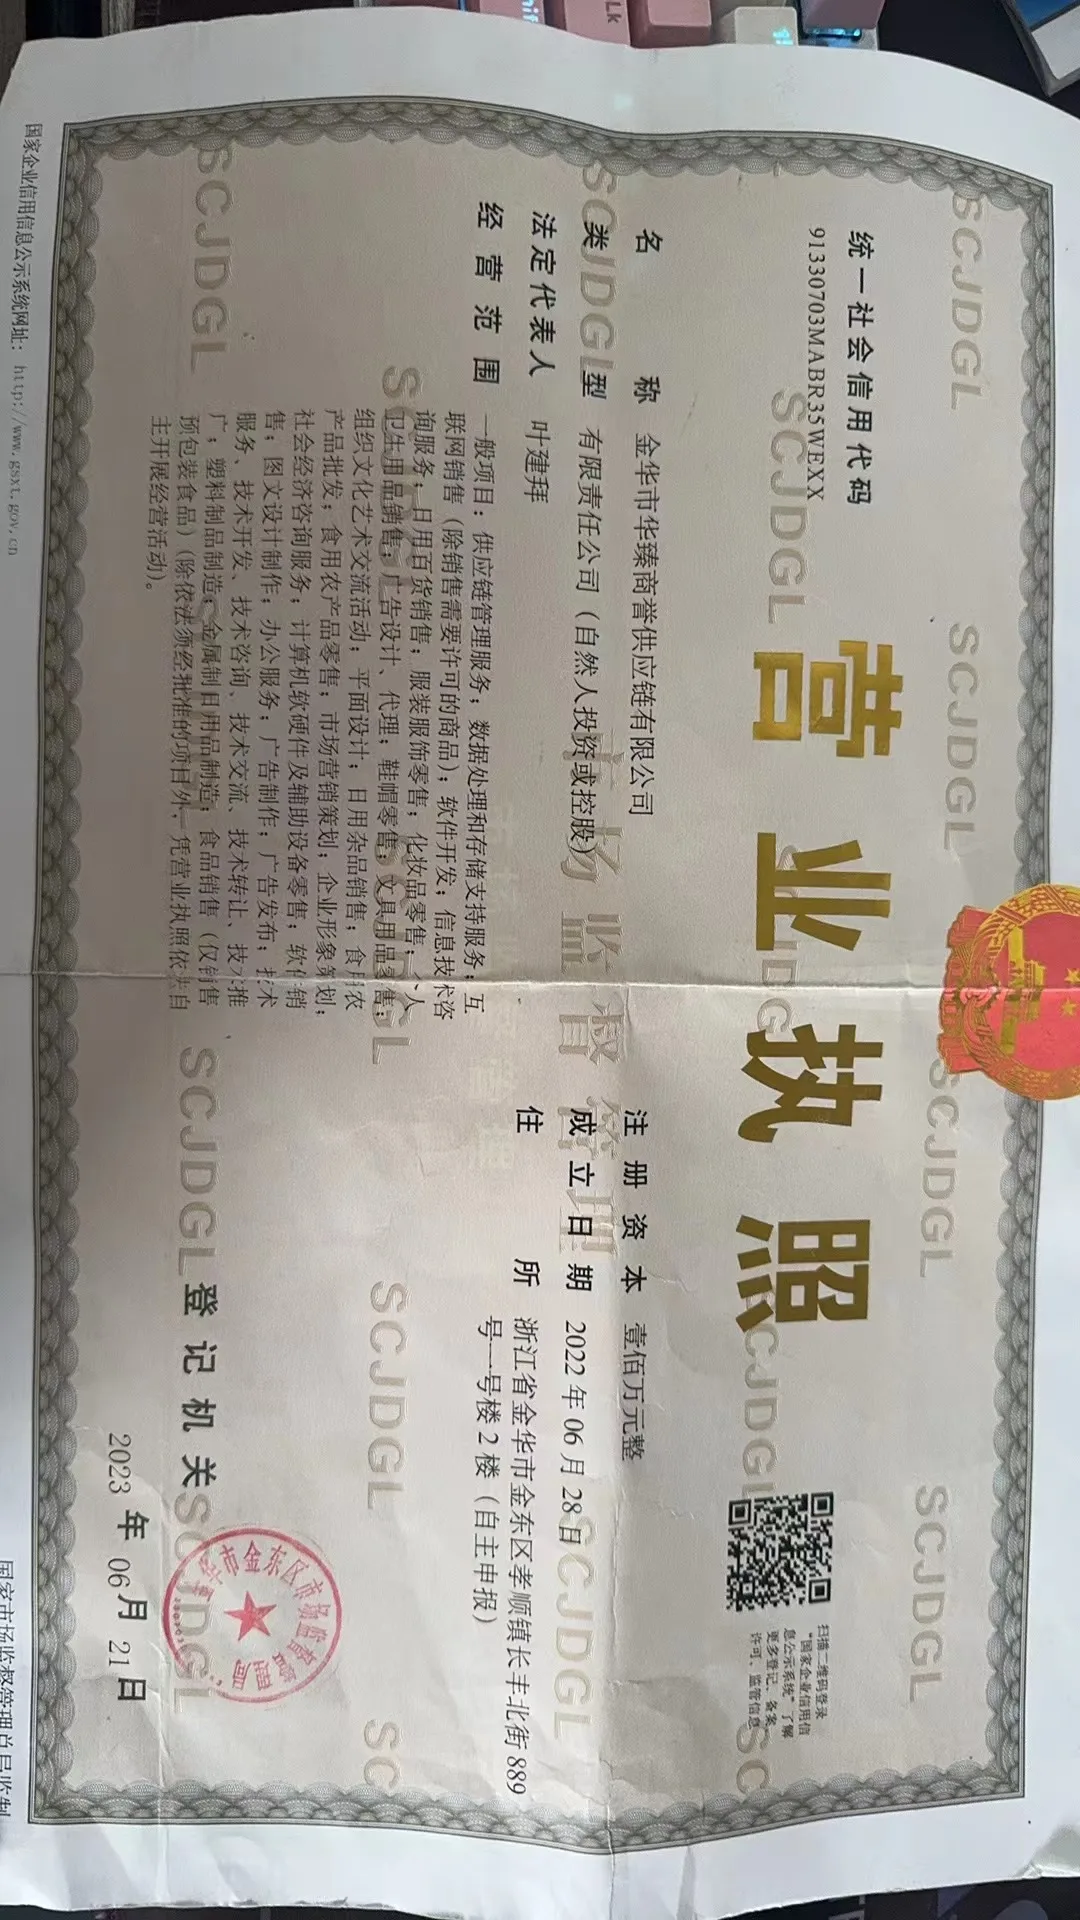 营业执照
统一社会信用代码
91330703MABR35WEXX
扫描二维码登录
“国家企业信用信
息公示系统”了解
更多登记、备案、
许可、监管信息
名称 金华市华臻商誉供应链有限公司
类型 有限责任公司（自然人投资或控股）
法定代表人 叶建拜
经营范围 一般项目：供应链管理服务；数据处理和存储支持服务；互
联网销售（除销售需要许可的商品）；软件开发；信息技术咨
询服务；日用百货销售；服装服饰零售；化妆品零售；个人
卫生用品销售；广告设计、代理；鞋帽零售；文具用品零售；
组织文化艺术交流活动；平面设计；日用杂品销售；食用农
产品批发；食用农产品零售；市场营销策划；企业形象策划；
社会经济咨询服务；计算机软硬件及辅助设备零售；软件销
售；图文设计制作；办公服务；广告制作；广告发布；技术
服务、技术开发、技术咨询、技术交流、技术转让、技术推
广；塑料制品制造；金属制日用品制造；食品销售（仅销售
预包装食品）（除依法须经批准的项目外，凭营业执照依法自
主开展经营活动）。
注册资本 壹佰万元整
成立日期 2022年06月28日
住所 浙江省金华市金东区孝顺镇长丰北街889
号一号楼2楼（自主申报）
登记机关
2023年06月21日
国家企业信用信息公示系统网址：http://www.gsxt.gov.cn
国家市场监督管理总局监制